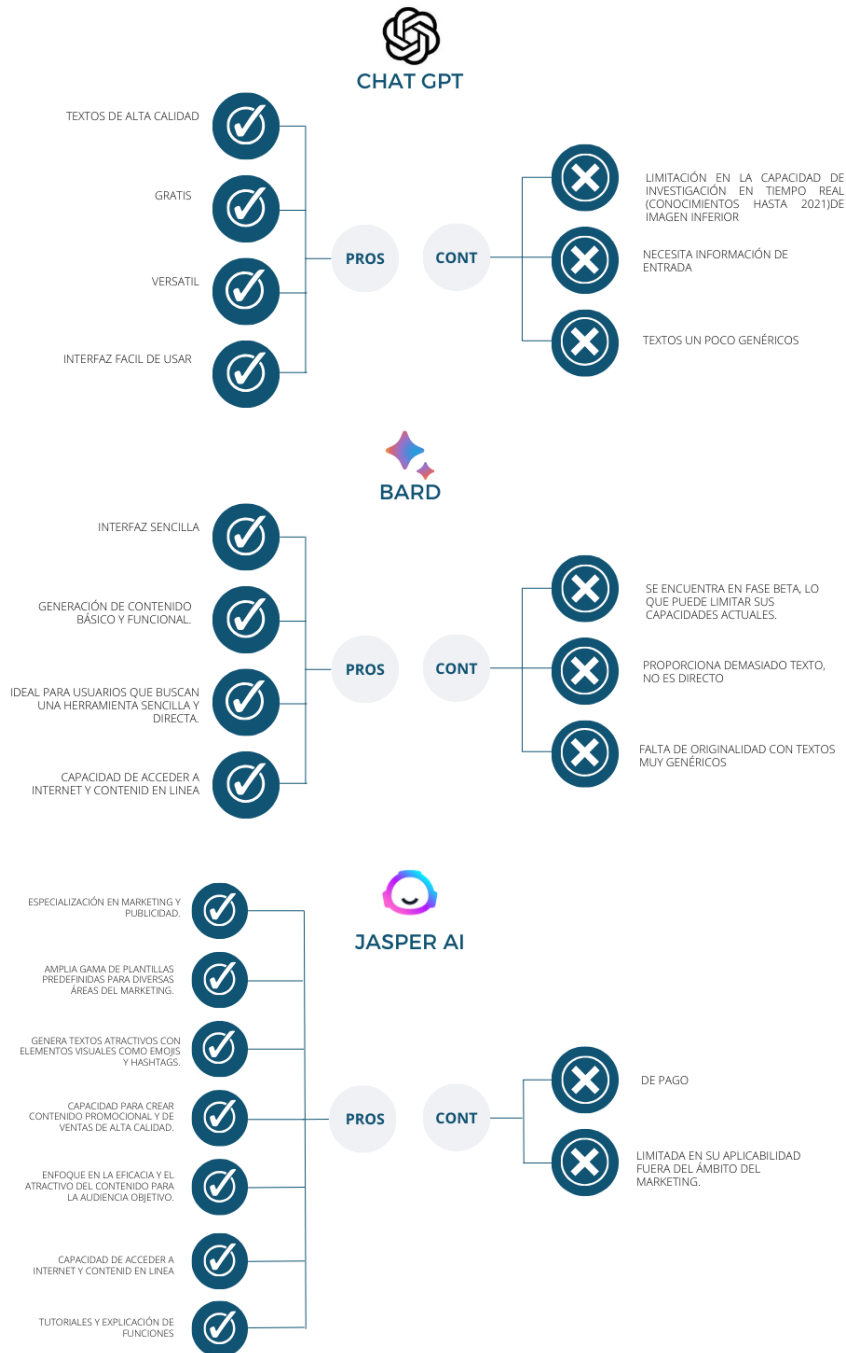 CHAT GPT
TEXTOS DE ALTA CALIDAD
GRATIS
VERSATIL
INTERFAZ FACIL DE USAR
PROS
CONT
LIMITACIÓN EN LA CAPACIDAD DE
INVESTIGACIÓN EN TIEMPO REAL
(CONOCIMIENTOS HASTA 2021)DE
IMAGEN INFERIOR
NECESITA INFORMACIÓN DE
ENTRADA
TEXTOS UN POCO GENÉRICOS
BARD
INTERFAZ SENCILLA
GENERACIÓN DE CONTENIDO
BÁSICO Y FUNCIONAL.
IDEAL PARA USUARIOS QUE BUSCAN
UNA HERRAMIENTA SENCILLA Y
DIRECTA.
CAPACIDAD DE ACCEDER A
INTERNET Y CONTENID EN LINEA
PROS
CONT
SE ENCUENTRA EN FASE BETA, LO
QUE PUEDE LIMITAR SUS
CAPACIDADES ACTUALES.
PROPORCIONA DEMASIADO TEXTO,
NO ES DIRECTO
FALTA DE ORIGINALIDAD CON TEXTOS
MUY GENÉRICOS
JASPER AI
ESPECIALIZACIÓN EN MARKETING Y
PUBLICIDAD.
AMPLIA GAMA DE PLANTILLAS
PREDEFINIDAS PARA DIVERSAS
ÁREAS DEL MARKETING.
GENERA TEXTOS ATRACTIVOS CON
ELEMENTOS VISUALES COMO EMOJIS
Y HASHTAGS.
CAPACIDAD PARA CREAR
CONTENIDO PROMOCIONAL Y DE
VENTAS DE ALTA CALIDAD.
ENFOQUE EN LA EFICACIA Y EL
ATRACTIVO DEL CONTENIDO PARA
LA AUDIENCIA OBJETIVO.
CAPACIDAD DE ACCEDER A
INTERNET Y CONTENID EN LINEA
TUTORIALES Y EXPLICACIÓN DE
FUNCIONES
PROS
CONT
DE PAGO
LIMITADA EN SU APLICABILIDAD
FUERA DEL ÁMBITO DEL
MARKETING.